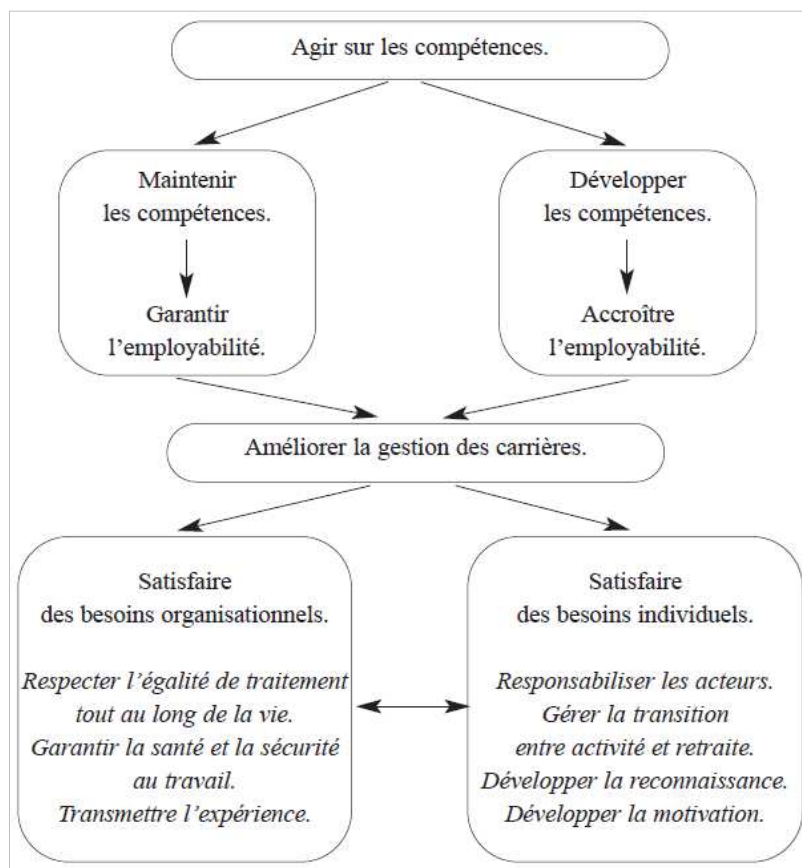 Agir sur les compétences.
Maintenir
les compétences.
Garantir
l’employabilité.
Développer
les compétences.
Accroître
l’employabilité.
Améliorer la gestion des carrières.
Satisfaire
des besoins organisationnels.
Respecter l’égalité de traitement
tout au long de la vie.
Garantir la santé et la sécurité
au travail.
Transmettre l’expérience.
Satisfaire
des besoins individuels.
Responsabiliser les acteurs.
Gérer la transition
entre activité et retraite.
Développer la reconnaissance.
Développer la motivation.